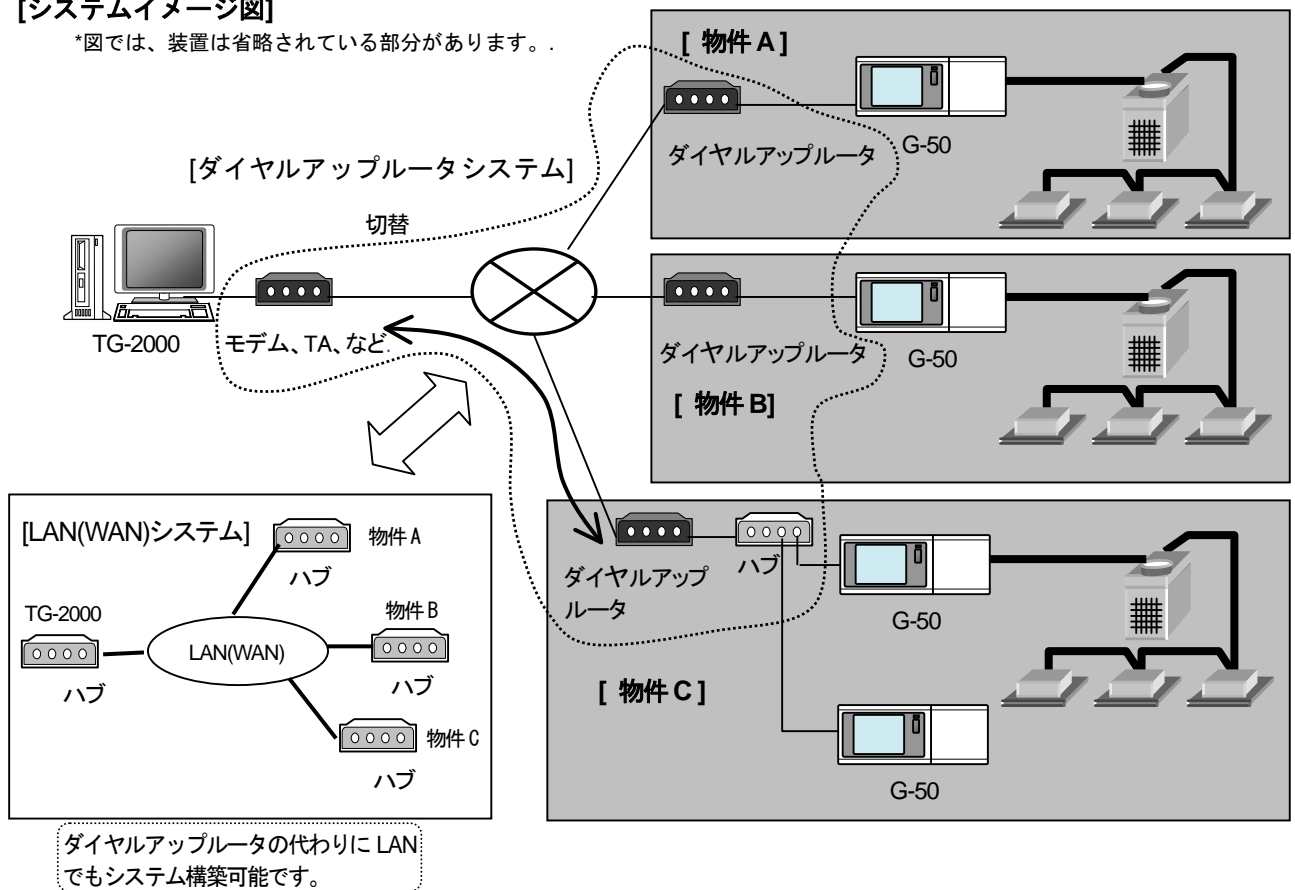 [システムイメージ図]
*図では、装置は省略されている部分があります。.
[ 物件 A ]
ダイヤルアップルータ
G-50
[ダイヤルアップルータシステム]
切替
TG-2000
モデム、TA、など.
ダイヤルアップルータ
G-50
[ 物件 B]
ダイヤルアップ
ルータ
ハブ
G-50
[ 物件 C ]
G-50
[LAN(WAN)システム]
物件 A
ハブ
TG-2000
ハブ
LAN(WAN)
物件 B
ハブ
物件 C
ハブ
ダイヤルアップルータの代わりに LAN
でもシステム構築可能です。